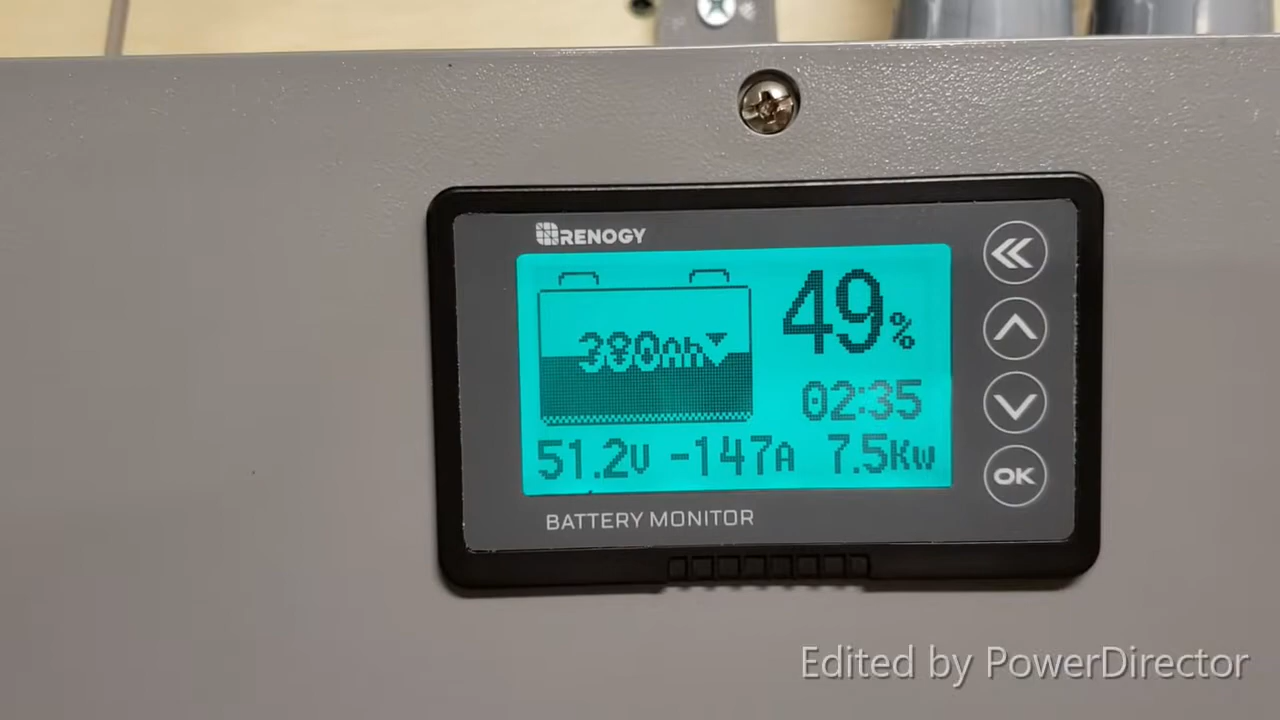 RENOGY
380Ah
49%
02:35
51.2V -147A 7.5Kw
OK
BATTERY MONITOR
Edited by PowerDirector